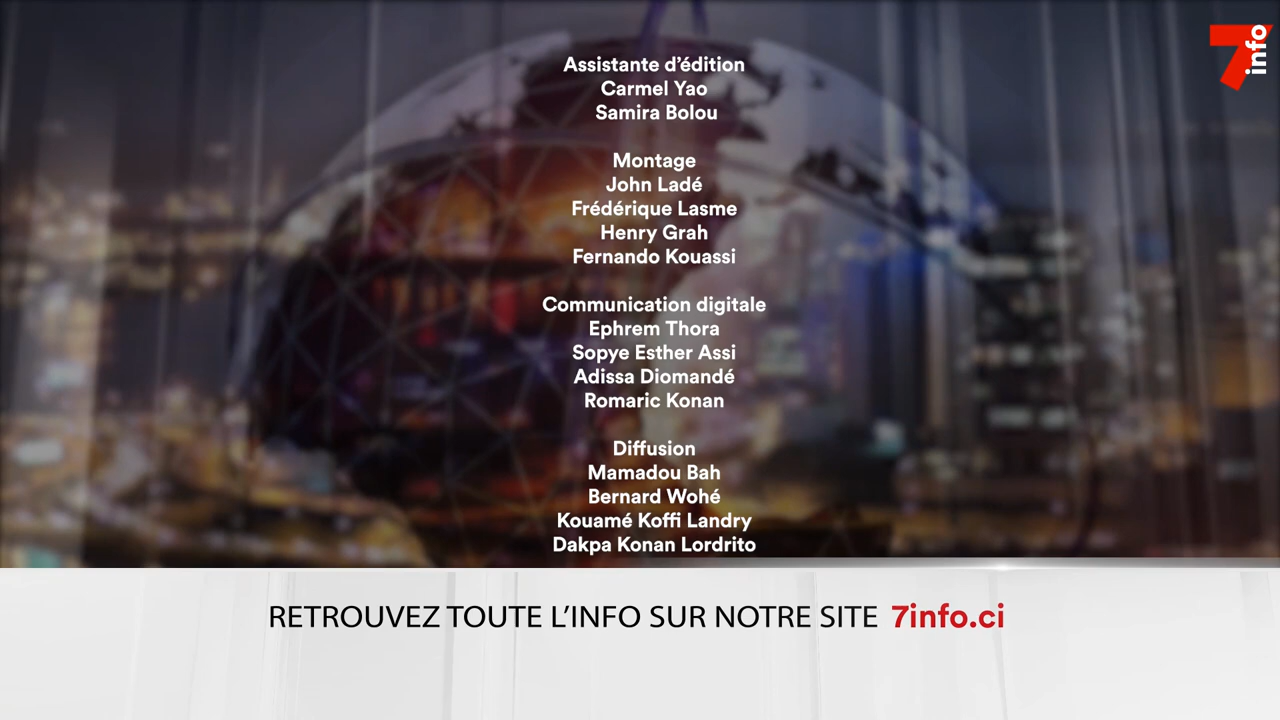 7 info
Assistante d’édition
Carmel Yao
Samira Bolou
Montage
John Ladé
Frédérique Lasme
Henry Grah
Fernando Kouassi
Communication digitale
Ephrem Thora
Sopye Esther Assi
Adissa Diomandé
Romaric Konan
Diffusion
Mamadou Bah
Bernard Wohé
Kouamé Koffi Landry
Dakpa Konan Lordrito
RETROUVEZ TOUTE L’INFO SUR NOTRE SITE 7info.ci